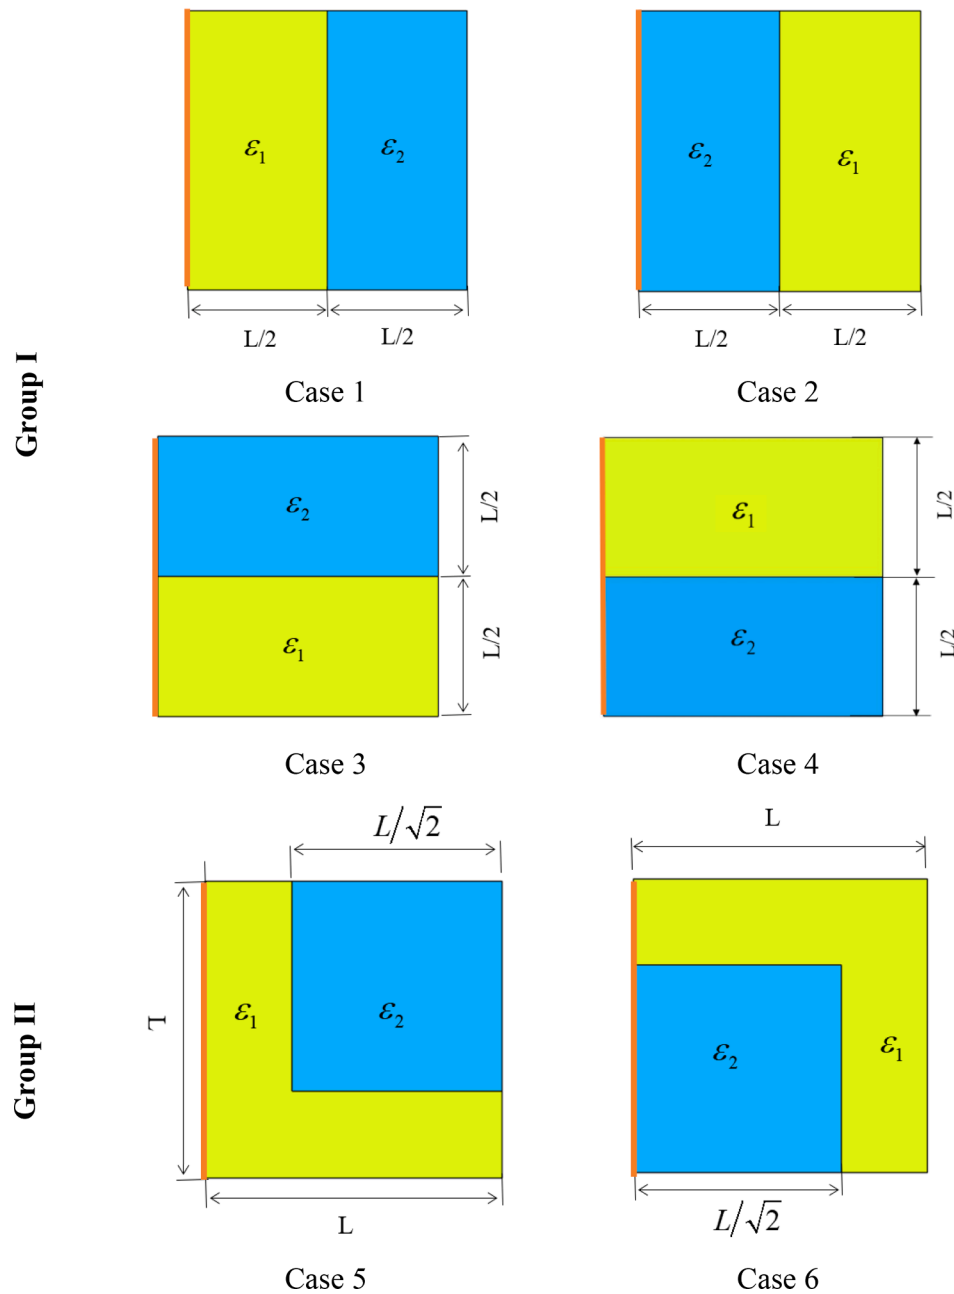 ε₁ ε₂ ε₂ ε₁
L/2 L/2 L/2 L/2
Group I
Case 1 Case 2
ε₂ L/2 ε₁ L/2
ε₁ L/2 ε₂ L/2
Case 3 Case 4
L/√2 L
Group II
L ε₁ ε₂ ε₂ ε₁
L L/√2
Case 5 Case 6